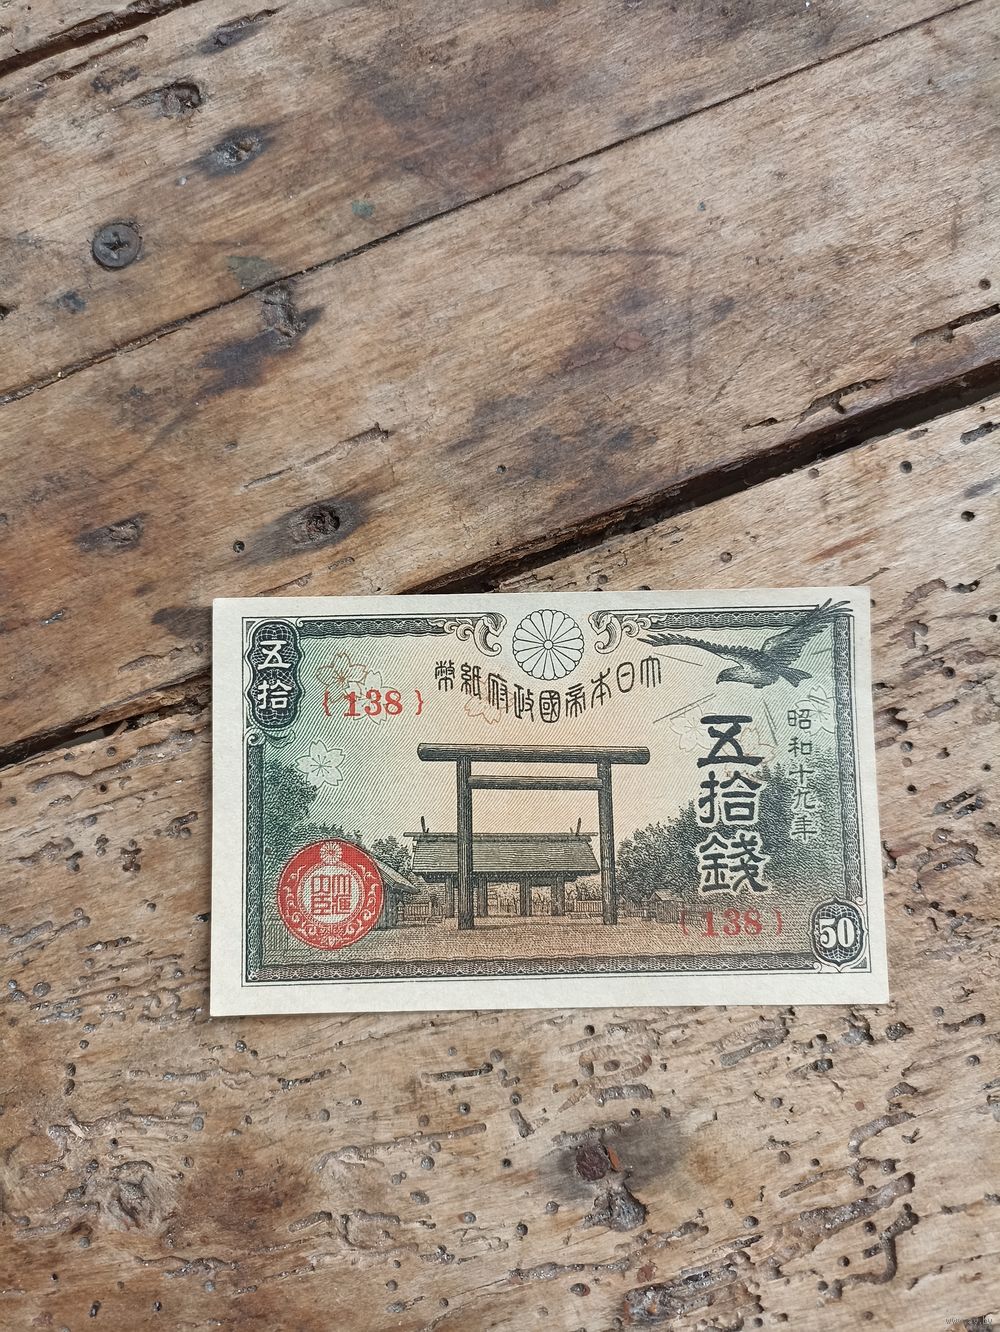 五拾
{138}
大日本帝國政府紙幣
昭和十九年
五拾錢
{138}
50